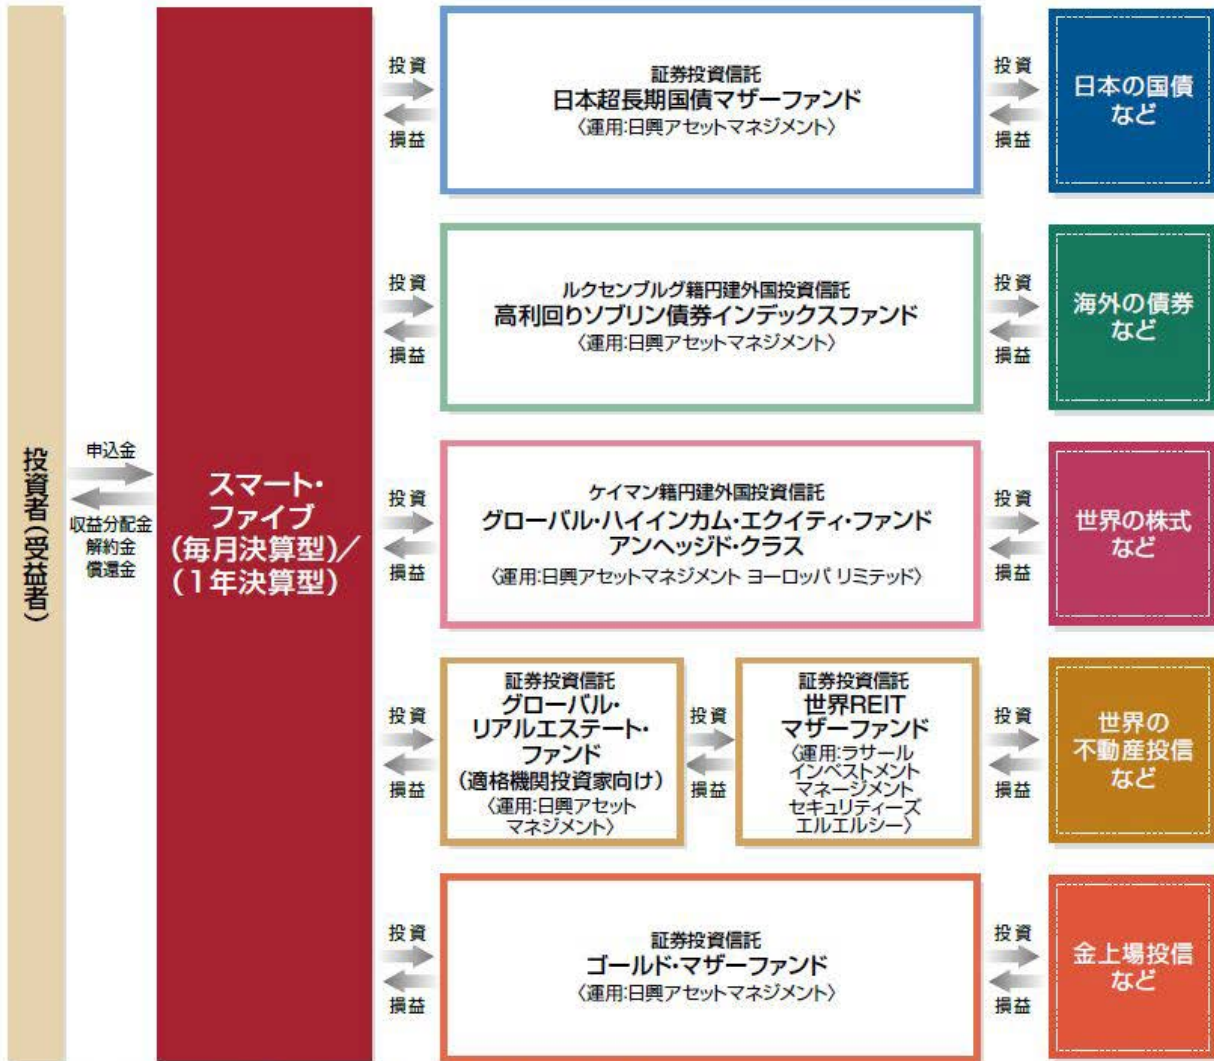 投資者(受益者)
申込金
収益分配金
解約金
償還金
スマート・
ファイブ
(毎月決算型)／
(1年決算型)
投資
損益
証券投資信託
日本超長期国債マザーファンド
〈運用:日興アセットマネジメント〉
投資
損益
日本の国債
など
投資
損益
ルクセンブルグ籍円建外国投資信託
高利回りソブリン債券インデックスファンド
〈運用:日興アセットマネジメント〉
投資
損益
海外の債券
など
投資
損益
ケイマン籍円建外国投資信託
グローバル・ハイインカム・エクイティ・ファンド
アンヘッジド・クラス
〈運用:日興アセットマネジメント ヨーロッパ リミテッド〉
投資
損益
世界の株式
など
投資
損益
証券投資信託
グローバル・
リアルエステート・
ファンド
(適格機関投資家向け)
〈運用:日興アセット
マネジメント〉
投資
損益
証券投資信託
世界REIT
マザーファンド
〈運用:ラサール
インベストメント
マネージメント
セキュリティーズ
エルエルシー〉
投資
損益
世界の
不動産投信
など
投資
損益
証券投資信託
ゴールド・マザーファンド
〈運用:日興アセットマネジメント〉
投資
損益
金上場投信
など